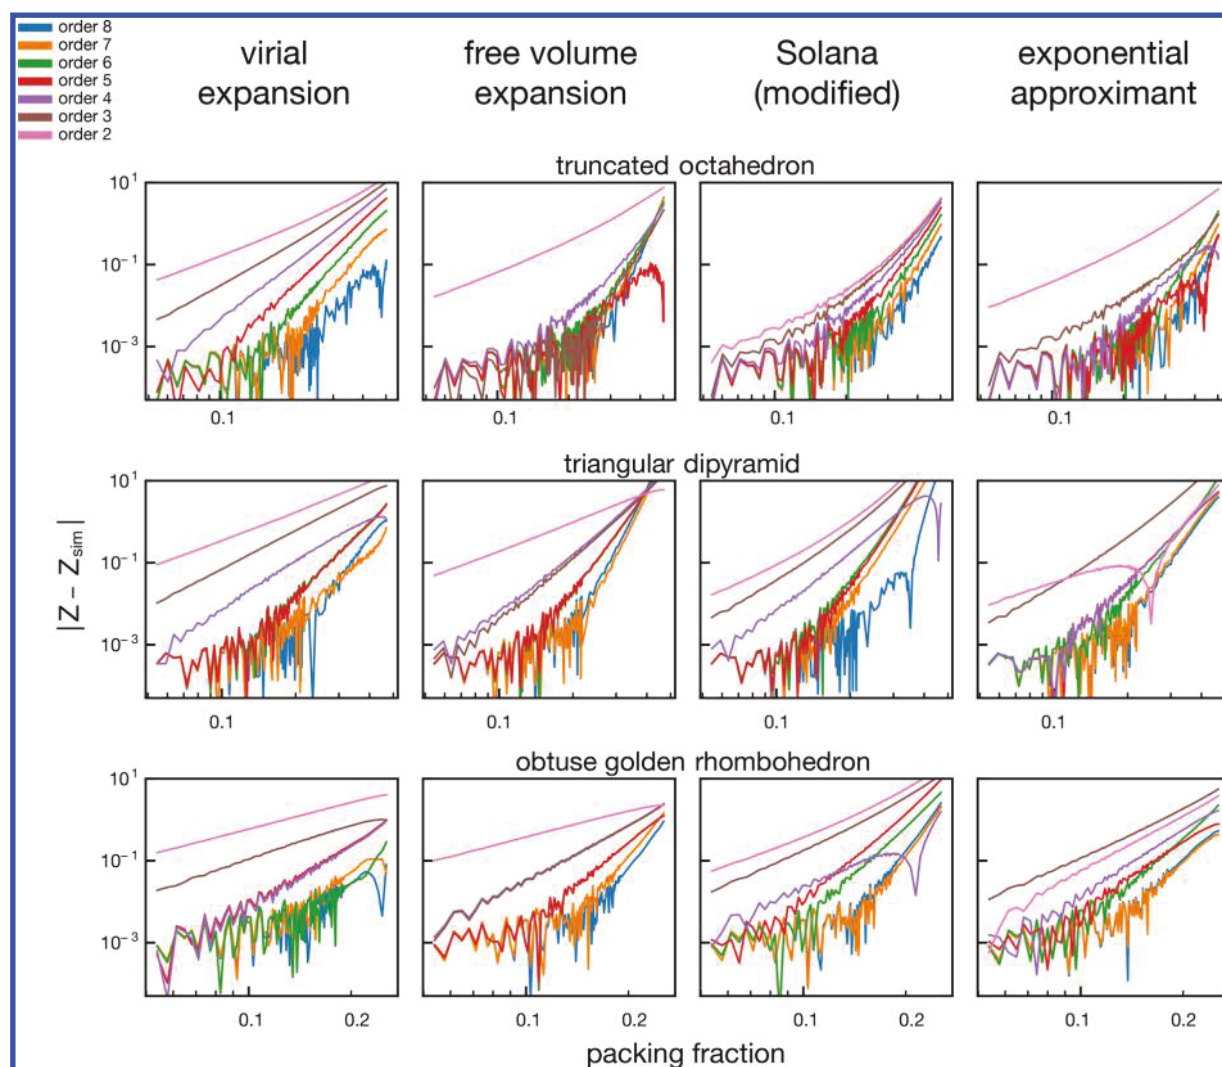 order 8
order 7
order 6
order 5
order 4
order 3
order 2
virial
expansion
free volume
expansion
Solana
(modified)
exponential
approximant
truncated octahedron
10^1
10^-1
10^-3
0.1
0.1
0.1
0.1
triangular dipyramid
10^1
10^-1
10^-3
0.1
0.1
0.1
0.1
|Z − Z_sim|
obtuse golden rhombohedron
10^1
10^-1
10^-3
0.1 0.2
0.1 0.2
0.1 0.2
0.1 0.2
packing fraction